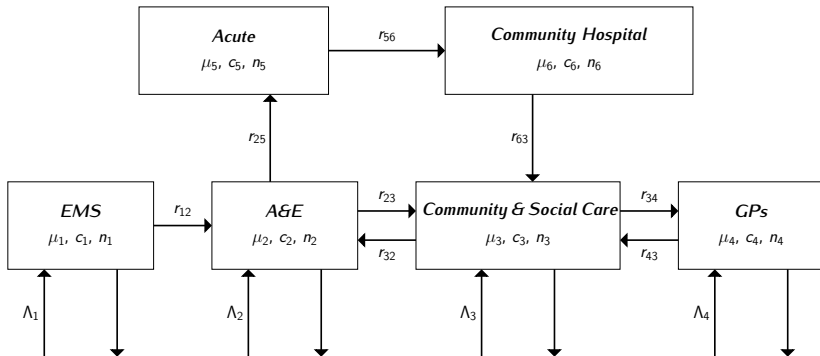 Acute
μ₅, c₅, n₅
r₅₆
Community Hospital
μ₆, c₆, n₆
r₂₅
r₆₃
EMS
μ₁, c₁, n₁
r₁₂
A&E
μ₂, c₂, n₂
r₂₃
r₃₂
Community & Social Care
μ₃, c₃, n₃
r₃₄
r₄₃
GPs
μ₄, c₄, n₄
Λ₁
Λ₂
Λ₃
Λ₄